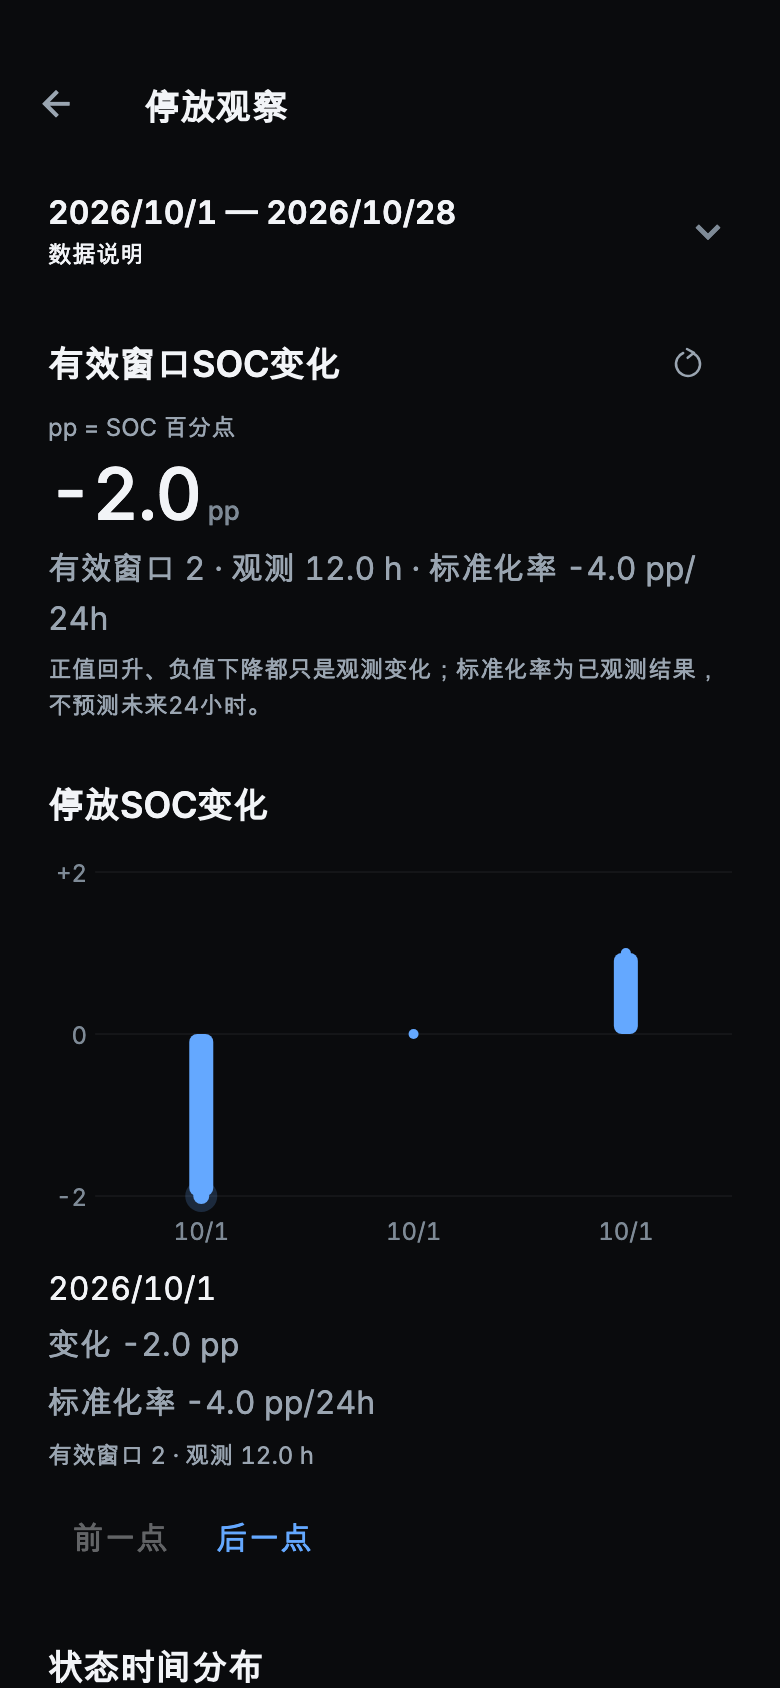 停放观察
2026/10/1 — 2026/10/28
数据说明
有效窗口SOC变化
pp = SOC 百分点
-2.0 pp
有效窗口 2 · 观测 12.0 h · 标准化率 -4.0 pp/
24h
正值回升、负值下降都只是观测变化；标准化率为已观测结果，
不预测未来24小时。
停放SOC变化
+2
0
-2
10/1 10/1 10/1
2026/10/1
变化 -2.0 pp
标准化率 -4.0 pp/24h
有效窗口 2 · 观测 12.0 h
前一点 后一点
状态时间分布